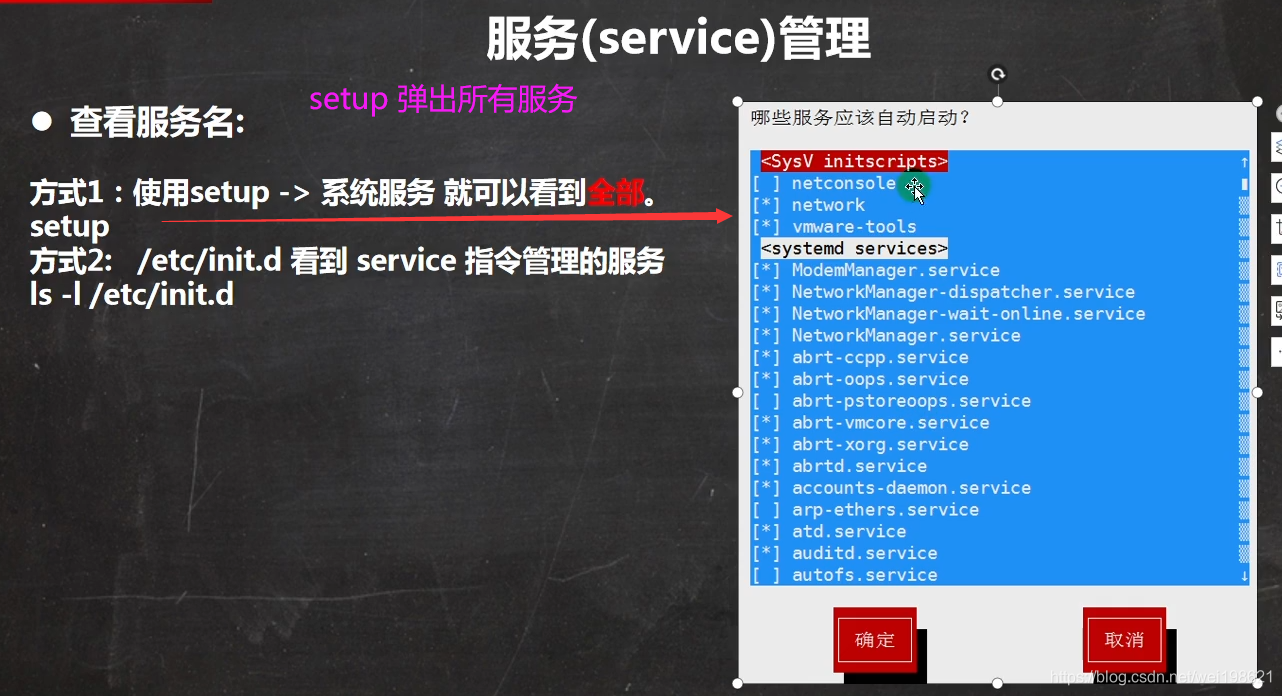 服务(service)管理
setup 弹出所有服务
● 查看服务名:
方式1：使用setup -> 系统服务 就可以看到全部。
setup
方式2: /etc/init.d 看到 service 指令管理的服务
ls -l /etc/init.d
哪些服务应该自动启动？
<SysV initscripts>
[ ] netconsole
[*] network
[*] vmware-tools
<systemd services>
[*] ModemManager.service
[*] NetworkManager-dispatcher.service
[*] NetworkManager-wait-online.service
[*] NetworkManager.service
[*] abrt-ccpp.service
[*] abrt-oops.service
[ ] abrt-pstoreoops.service
[*] abrt-vmcore.service
[*] abrt-xorg.service
[*] abrtd.service
[*] accounts-daemon.service
[ ] arp-ethers.service
[*] atd.service
[*] auditd.service
[ ] autofs.service
确定
取消